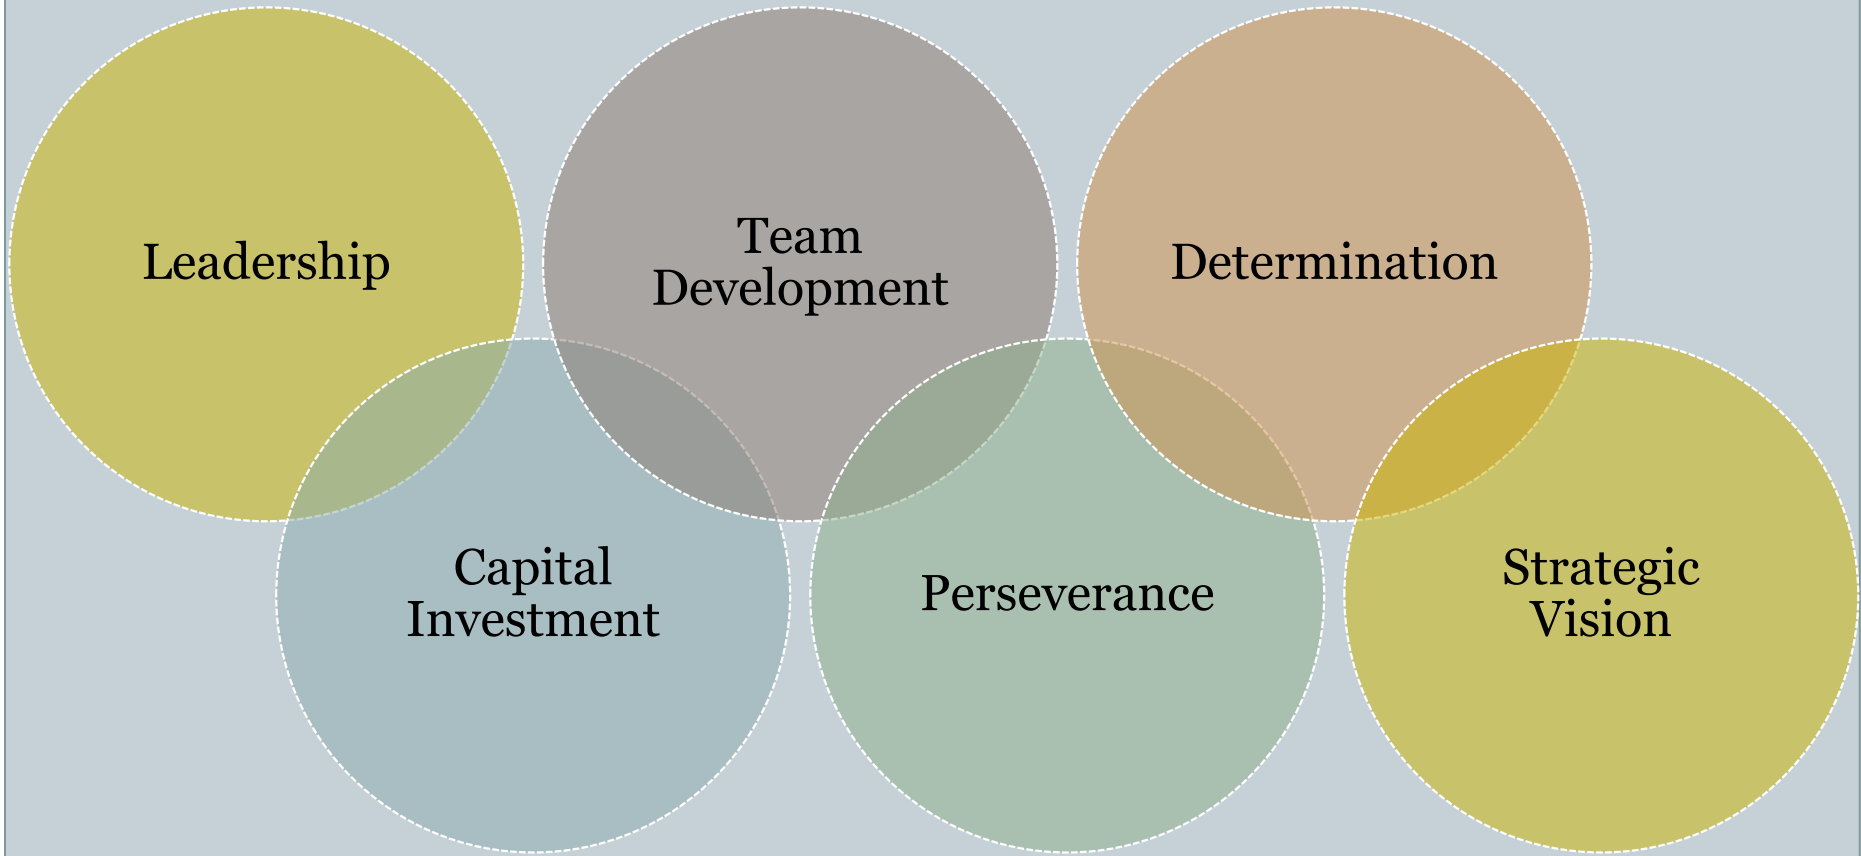 Leadership
Team
Development
Determination
Capital
Investment
Perseverance
Strategic
Vision